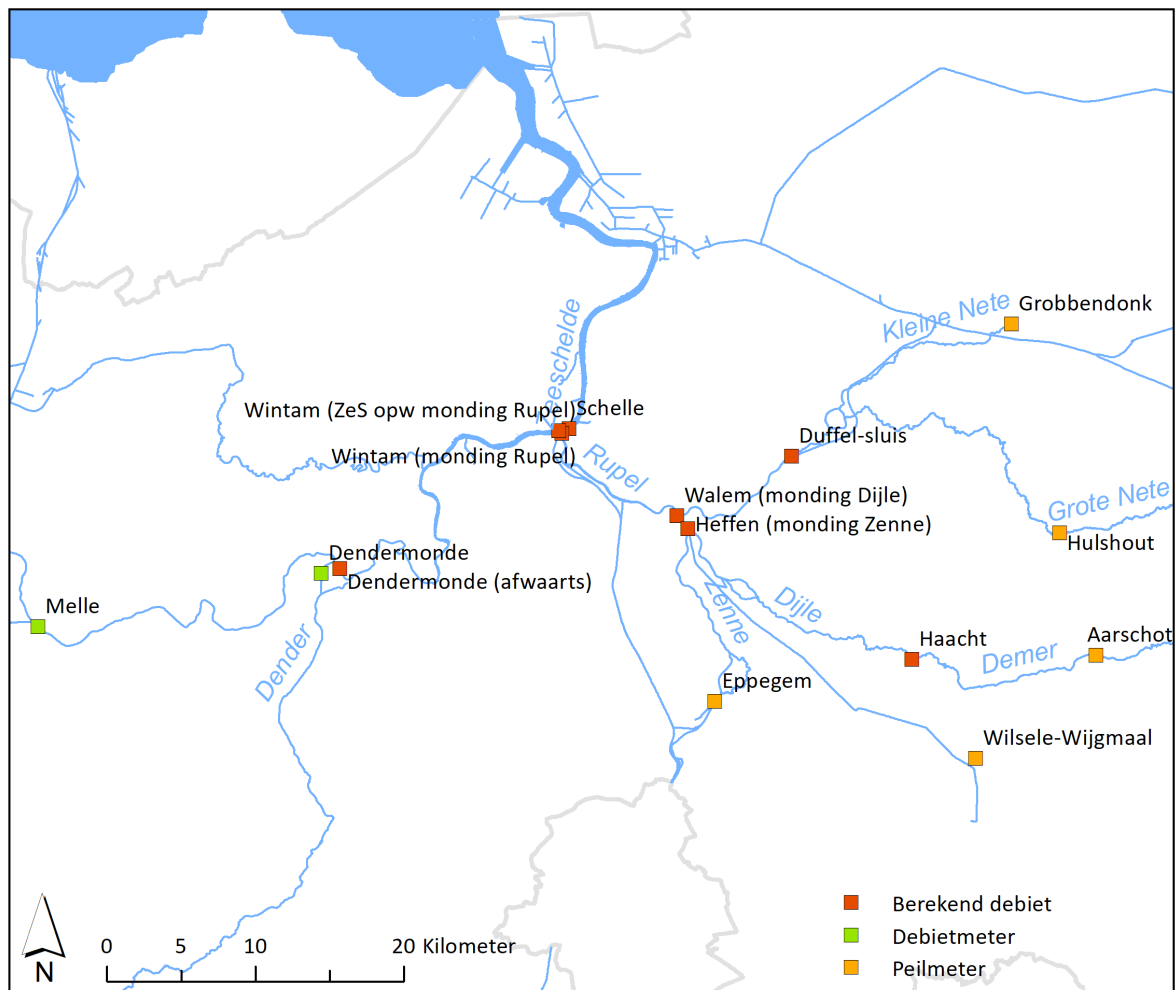 Kleine Nete
Grobbendonk
Zeeschelde
Wintam (ZeS opw monding Rupel)
Schelle
Duffel-sluis
Wintam (monding Rupel)
Rupel
Walem (monding Dijle)
Grote Nete
Heffen (monding Zenne)
Hulshout
Dendermonde
Dendermonde (afwaarts)
Melle
Dijle
Zenne
Haacht
Aarschot
Demer
Dender
Eppegem
Wilsele-Wijgmaal
Berekend debiet
Debietmeter
Peilmeter
0 5 10 20 Kilometer
N